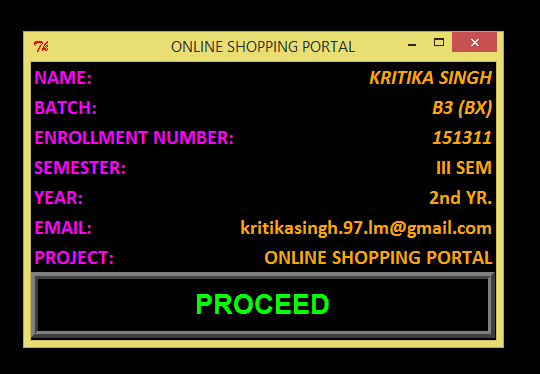 ONLINE SHOPPING PORTAL
NAME: KRITIKA SINGH
BATCH: B3 (BX)
ENROLLMENT NUMBER: 151311
SEMESTER: III SEM
YEAR: 2nd YR.
EMAIL: kritikasingh.97.lm@gmail.com
PROJECT: ONLINE SHOPPING PORTAL
PROCEED